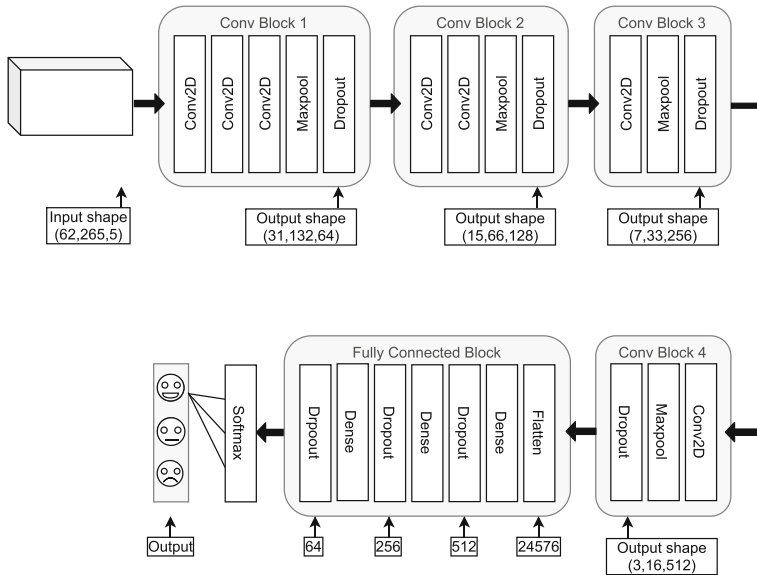 Conv Block 1
Conv2D
Conv2D
Conv2D
Maxpool
Dropout
Conv Block 2
Conv2D
Conv2D
Maxpool
Dropout
Conv Block 3
Conv2D
Maxpool
Dropout
Input shape
(62,265,5)
Output shape
(31,132,64)
Output shape
(15,66,128)
Output shape
(7,33,256)
Fully Connected Block
Softmax
Drpoout
Dense
Dropout
Dense
Dropout
Dense
Flatten
Conv Block 4
Dropout
Maxpool
Conv2D
Output
64
256
512
24576
Output shape
(3,16,512)